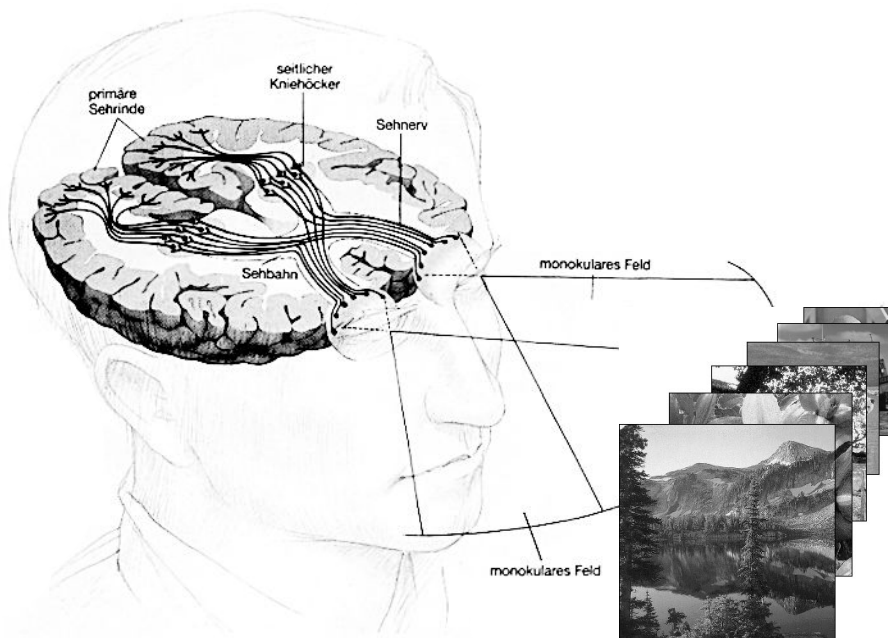 seitlicher
Kniehöcker
primäre
Sehrinde
Sehnerv
Sehbahn
monokulares Feld
monokulares Feld